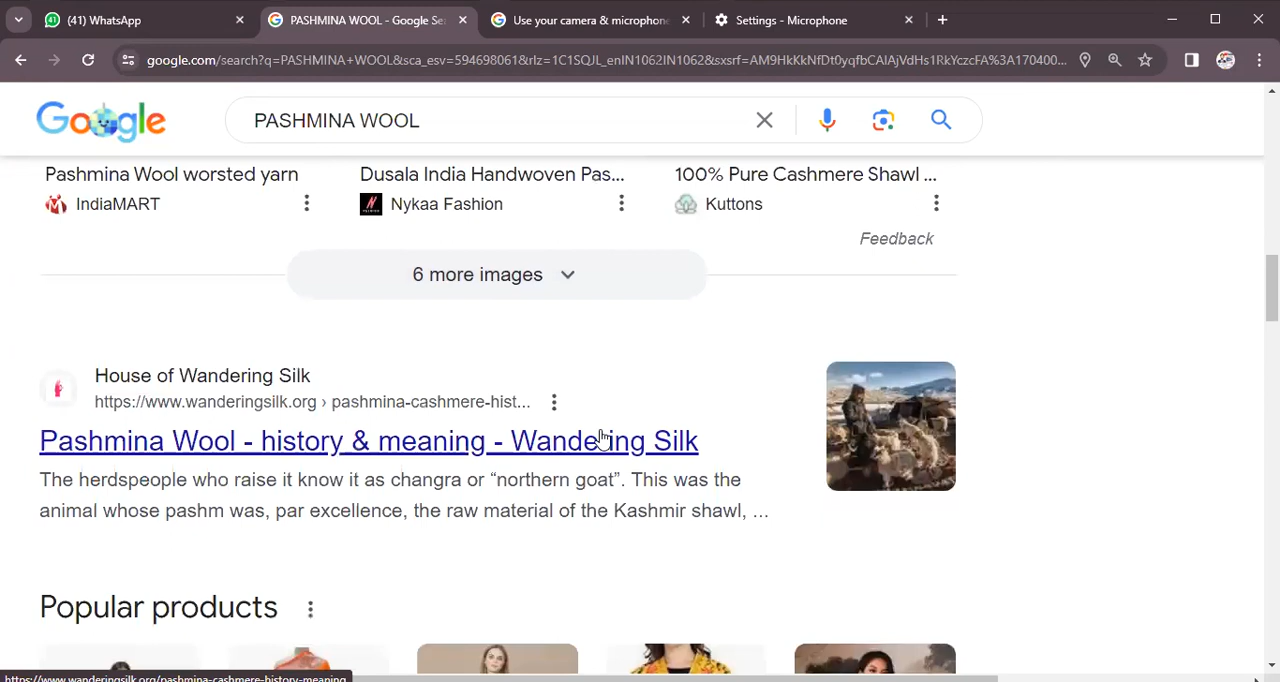 (41) WhatsApp
PASHMINA WOOL - Google Se
Use your camera & microphone
Settings - Microphone
google.com/search?q=PASHMINA+WOOL&sca_esv=594698061&rlz=1C1SQJL_enIN1062IN1062&sxsrf=AM9HkKkNfDt0yqfbCAIAjVdHs1RkYczcFA%3A170400...
Google
PASHMINA WOOL
Pashmina Wool worsted yarn
IndiaMART
Dusala India Handwoven Pas...
Nykaa Fashion
100% Pure Cashmere Shawl ...
Kuttons
Feedback
6 more images
House of Wandering Silk
https://www.wanderingsilk.org › pashmina-cashmere-hist...
Pashmina Wool - history & meaning - Wandering Silk
The herdspeople who raise it know it as changra or “northern goat”. This was the
animal whose pashm was, par excellence, the raw material of the Kashmir shawl, ...
Popular products
https://www.wanderingsilk.org/pashmina-cashmere-history-meaning